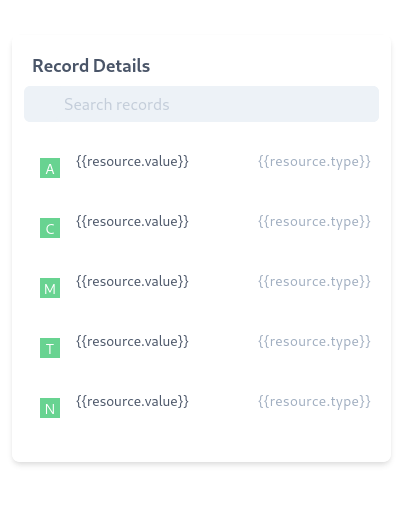 Record Details
Search records
A {{resource.value}} {{resource.type}}
C {{resource.value}} {{resource.type}}
M {{resource.value}} {{resource.type}}
T {{resource.value}} {{resource.type}}
N {{resource.value}} {{resource.type}}